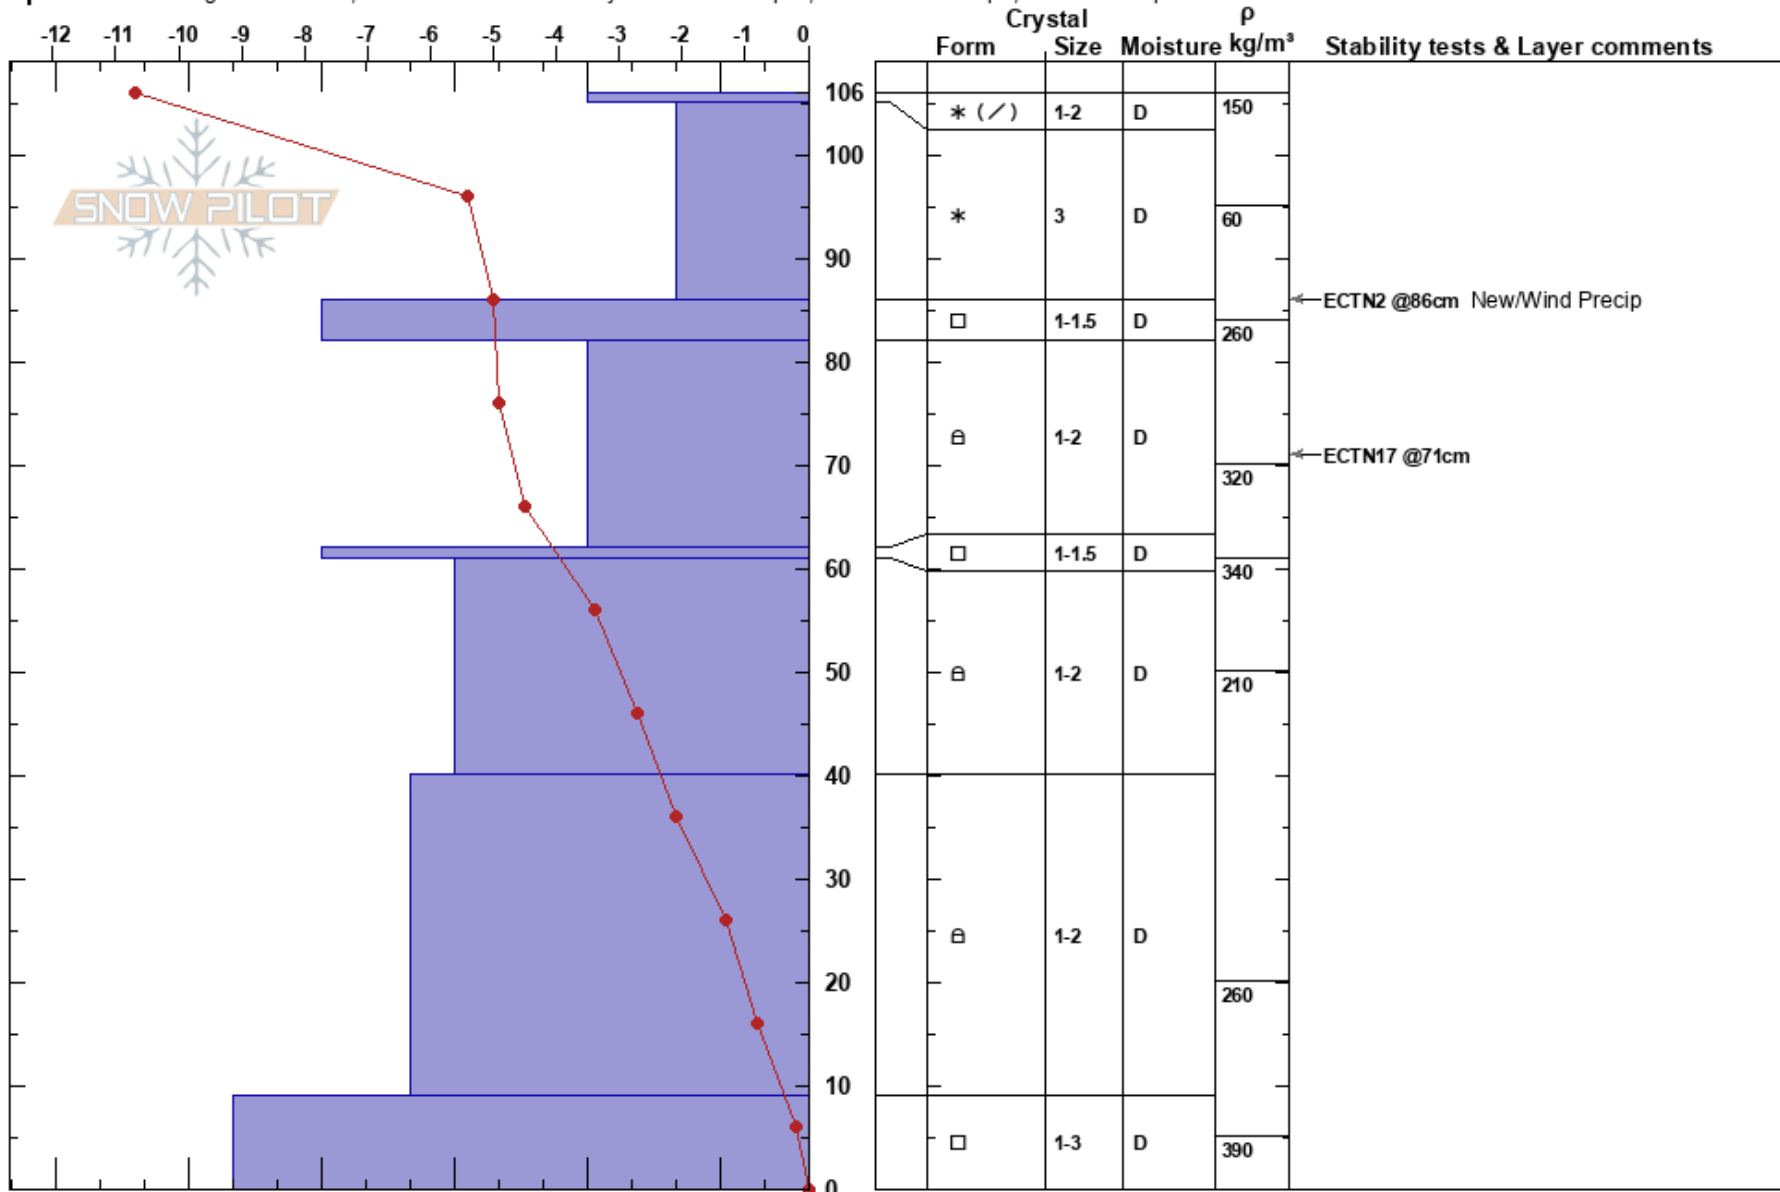 Crystal ρ
-12 -11 -10 -9 -8 -7 -6 -5 -4 -3 -2 -1 0 Form Size Moisture kg/m³ Stability tests & Layer comments
106 * (/) 1-2 D 150
SNOW PILOT
100
* 3 D 60
90
ECTN2 @86cm New/Wind Precip
□ 1-1.5 D 260
80
1-2 D
ECTN17 @71cm
70 320
□ 1-1.5 D
60 340
50 1-2 D 210
40
30
1-2 D
20 260
10
□ 1-3 D 390
0